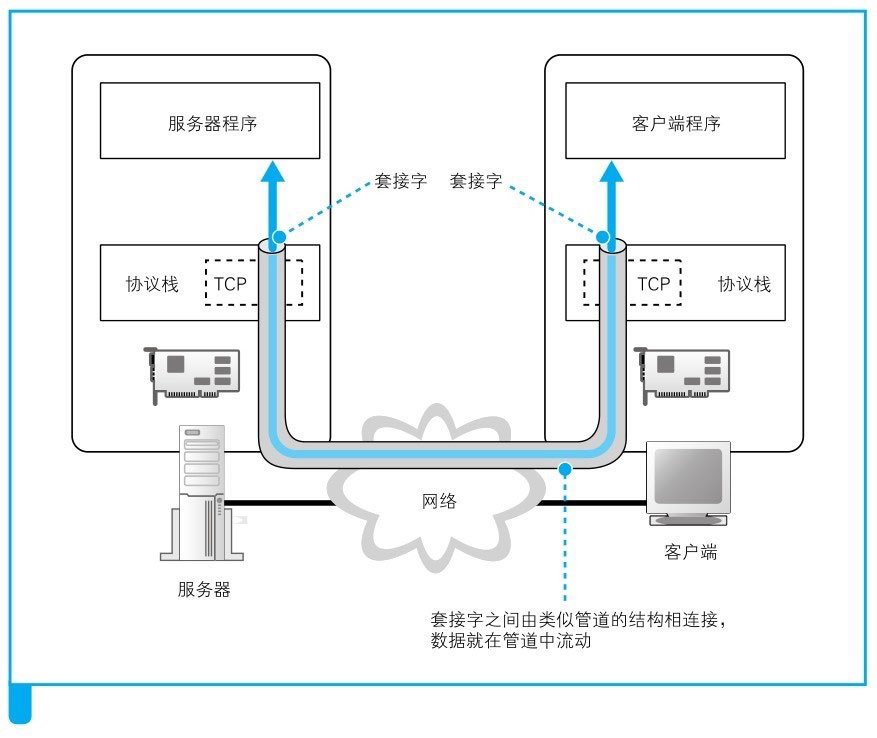 服务器程序
客户端程序
套接字
套接字
协议栈
TCP
TCP
协议栈
网络
客户端
服务器
套接字之间由类似管道的结构相连接，
数据就在管道中流动